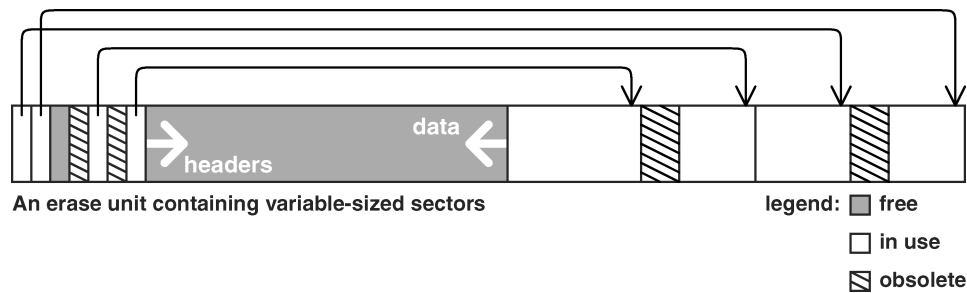 data
headers
An erase unit containing variable-sized sectors
legend: free
in use
obsolete